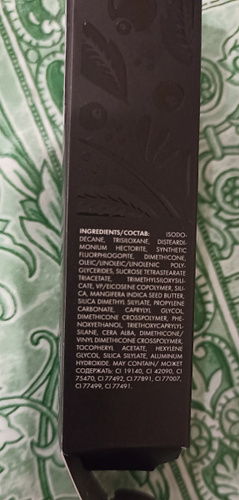 INGREDIENTS/СОСТАВ: ISODO-
DECANE, TRISILOXANE, DISTEARDI-
MONIUM HECTORITE, SYNTHETIC
FLUORPHLOGOPITE, DIMETHICONE,
OLEIC/LINOLEIC/LINOLENIC POLY-
GLYCERIDES, SUCROSE TETRASTEARATE
TRIACETATE, TRIMETHYLSILOXYSILI-
CATE, VP/EICOSENE COPOLYMER, SILI-
CA, MANGIFERA INDICA SEED BUTTER,
SILICA DIMETHYL SILYLATE, PROPYLENE
CARBONATE, CAPRYLYL GLYCOL,
DIMETHICONE CROSSPOLYMER, PHE-
NOXYETHANOL, TRIETHOXYCAPRYLYL-
SILANE, CERA ALBA, DIMETHICONE/
VINYL DIMETHICONE CROSSPOLYMER,
TOCOPHERYL ACETATE, HEXYLENE
GLYCOL, SILICA SILYLATE, ALUMINUM
HYDROXIDE. MAY CONTAIN/ МОЖЕТ
СОДЕРЖАТЬ: CI 19140, CI 42090, CI
75470, CI 77492, CI 77891, CI 77007,
CI 77499, CI 77491.